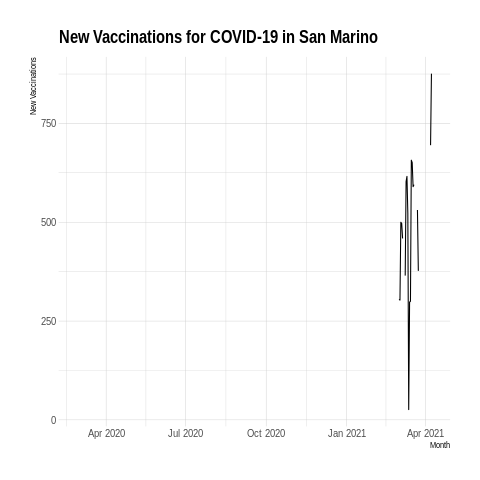 New Vaccinations for COVID-19 in San Marino
New Vaccinations
750
500
250
0
Apr 2020 Jul 2020 Oct 2020 Jan 2021 Apr 2021
Month